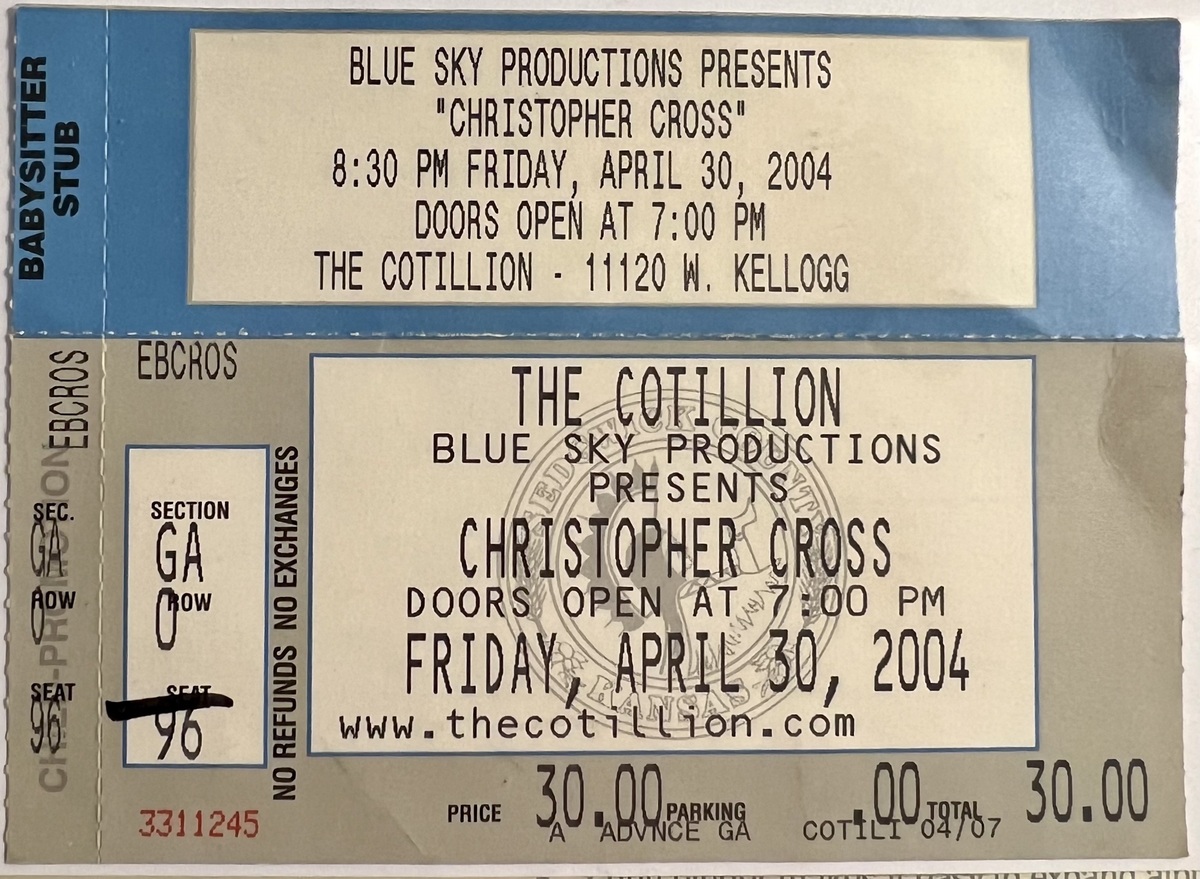 BABYSITTER
STUB
BLUE SKY PRODUCTIONS PRESENTS
"CHRISTOPHER CROSS"
8:30 PM FRIDAY, APRIL 30, 2004
DOORS OPEN AT 7:00 PM
THE COTILLION - 11120 W. KELLOGG
EBCROS
SEC.
GA
ROW
0
SEAT
96
EBCROS
SECTION
GA
ROW
0
SEAT
96
3311245
NO REFUNDS NO EXCHANGES
THE COTILLION
BLUE SKY PRODUCTIONS
PRESENTS
CHRISTOPHER CROSS
DOORS OPEN AT 7:00 PM
FRIDAY, APRIL 30, 2004
www.thecotillion.com
SEDGWICK COUNTY
KANSAS
PRICE 30.00 PARKING .00 TOTAL 30.00
A ADVNCE GA COTILI 04/07